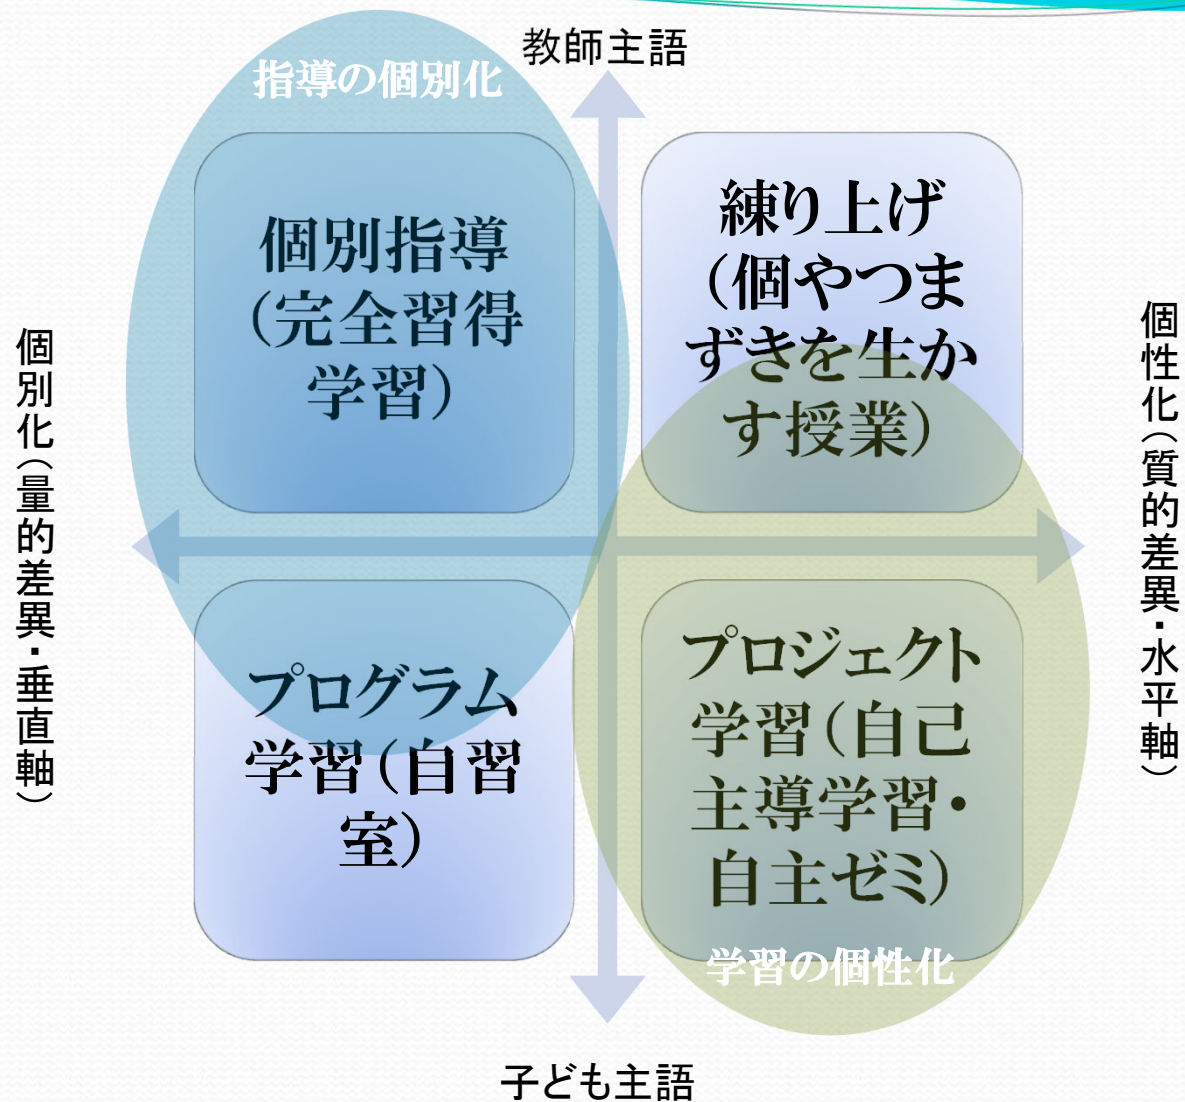 教師主語
指導の個別化
個別指導
（完全習得
学習）
練り上げ
（個やつま
ずきを生か
す授業）
個別化（量的差異・垂直軸）
個性化（質的差異・水平軸）
プログラム
学習（自習
室）
プロジェクト
学習（自己
主導学習・
自主ゼミ）
学習の個性化
子ども主語